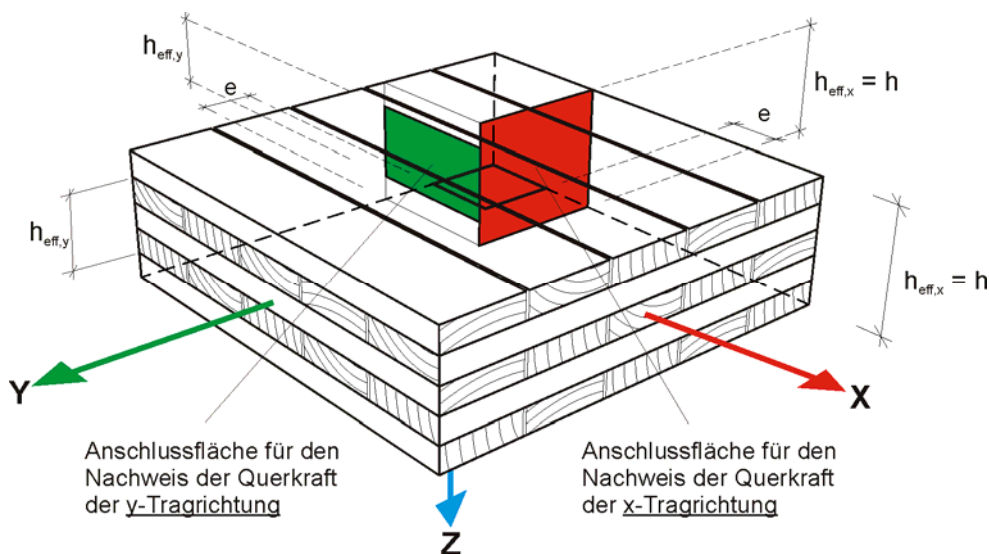 h_eff,y
e
h_eff,x = h
e
h_eff,y
h_eff,x = h
Y
X
Anschlussfläche für den
Nachweis der Querkraft
der y-Tragrichtung
Anschlussfläche für den
Nachweis der Querkraft
der x-Tragrichtung
Z